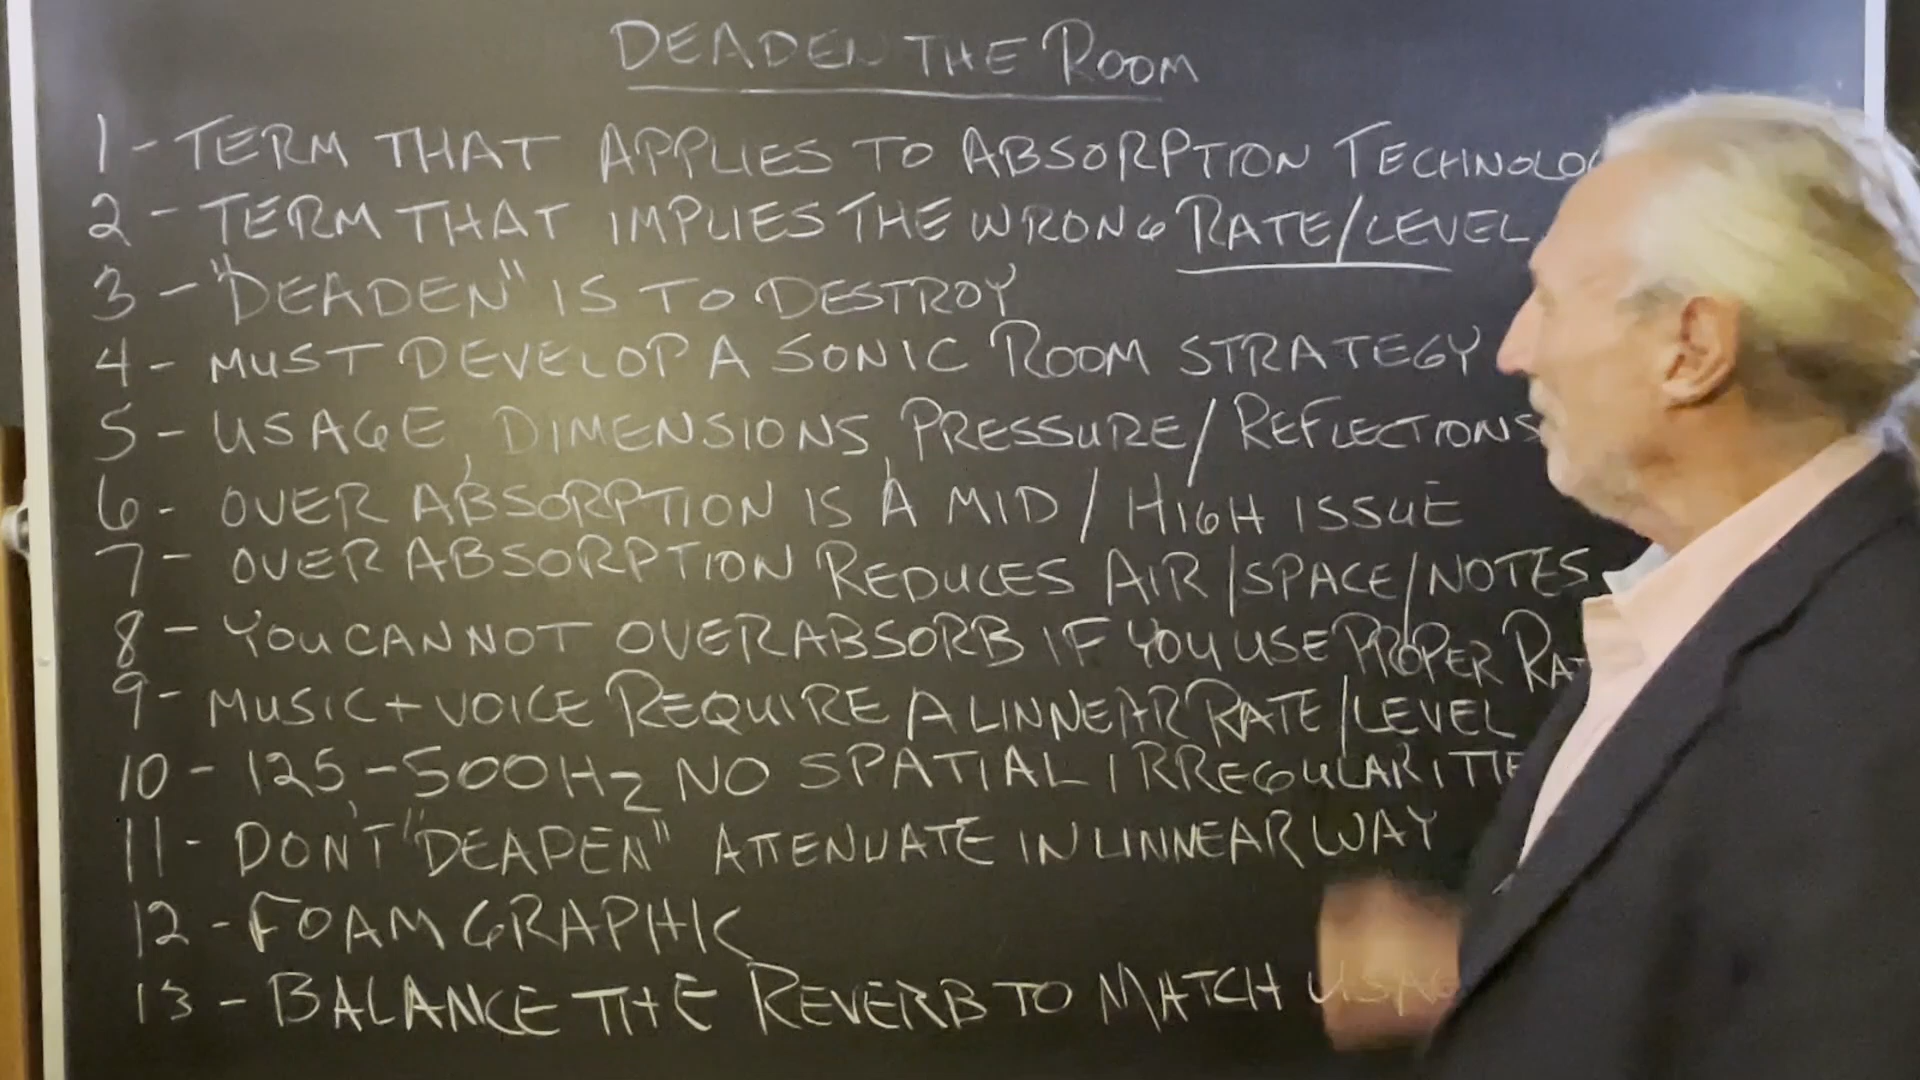 DEADEN THE ROOM
1 - TERM THAT APPLIES TO ABSORPTION TECHNOLO
2 - TERM THAT IMPLIES THE WRONG RATE/LEVEL
3 - "DEADEN" IS TO DESTROY
4 - MUST DEVELOP A SONIC ROOM STRATEGY
5 - USAGE, DIMENSIONS, PRESSURE/REFLECTIONS
6 - OVER ABSORPTION IS A MID/HIGH ISSUE
7 - OVER ABSORPTION REDUCES AIR/SPACE/NOTES
8 - YOU CANNOT OVERABSORB IF YOU USE PROPER RAT
9 - MUSIC + VOICE REQUIRE A LINNEAR RATE/LEVEL
10 - 125, - 500HZ NO SPATIAL IRREGULARITIE
11 - DON'T "DEADEN" ATTENUATE IN LINNEAR WAY
12 - FOAM GRAPHIC
13 - BALANCE THE REVERB TO MATCH USAG